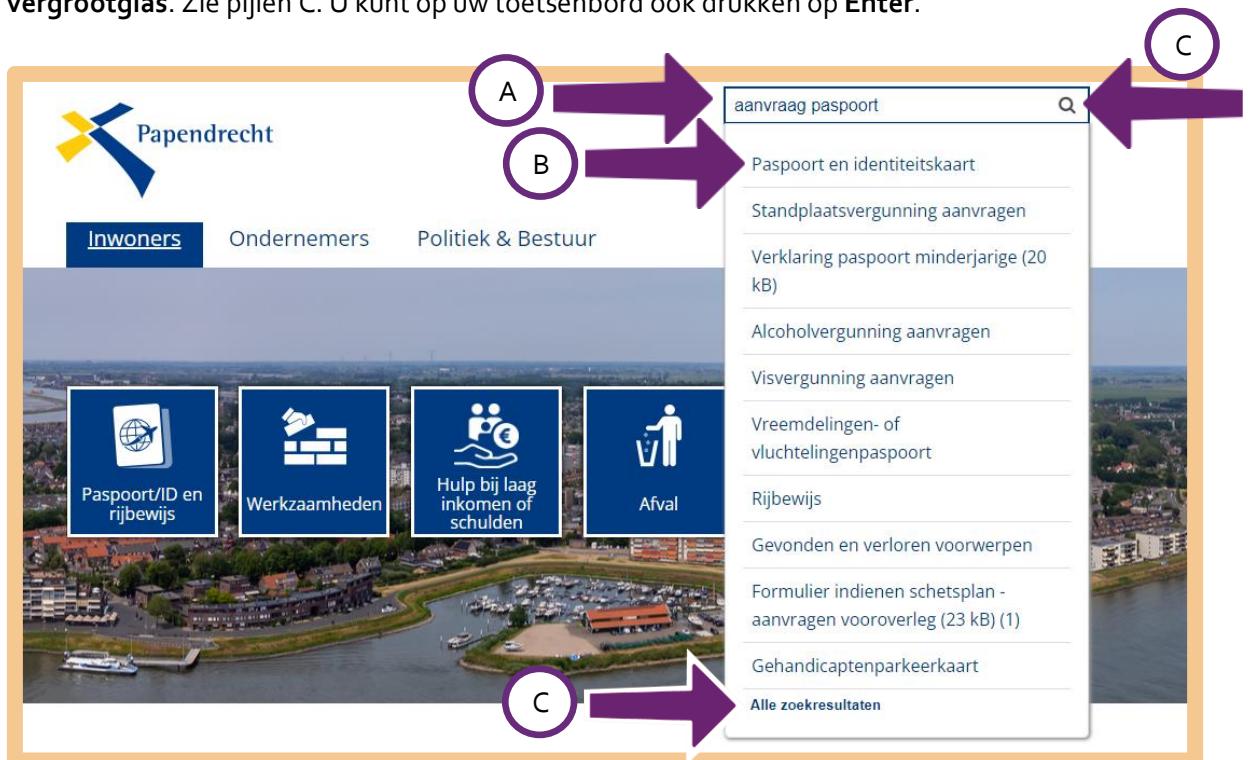 vergrootglas. Zie pijlen C. U kunt op uw toetsenbord ook drukken op Enter.
C
A
aanvraag paspoort
Papendrecht
B
Paspoort en identiteitskaart
Standplaatsvergunning aanvragen
Inwoners Ondernemers Politiek & Bestuur
Verklaring paspoort minderjarige (20
kB)
Alcoholvergunning aanvragen
Visvergunning aanvragen
Vreemdelingen- of
vluchtelingenpaspoort
Paspoort/ID en
rijbewijs
Werkzaamheden
Hulp bij laag
inkomen of
schulden
Afval
Rijbewijs
Gevonden en verloren voorwerpen
Formulier indienen schetsplan -
aanvragen vooroverleg (23 kB) (1)
Gehandicaptenparkeerkaart
C
Alle zoekresultaten